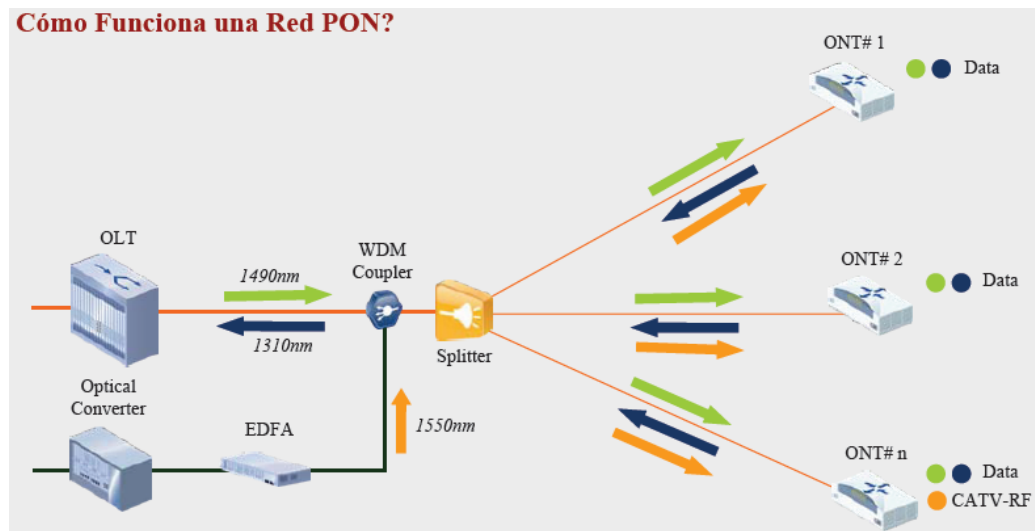 Cómo Funciona una Red PON?
ONT# 1
Data
OLT
1490nm
1310nm
WDM
Coupler
Splitter
ONT# 2
Data
Optical
Converter
EDFA
1550nm
ONT# n
Data
CATV-RF